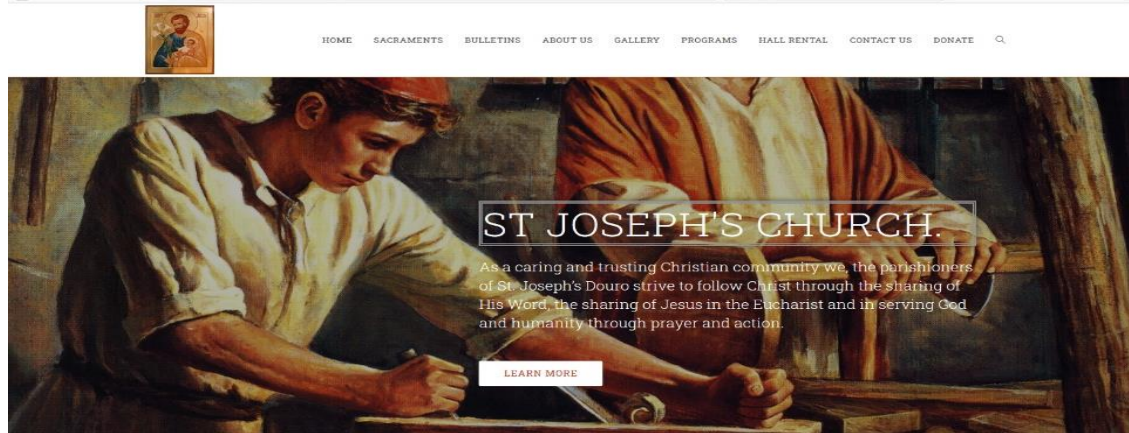 HOME SACRAMENTS BULLETINS ABOUT US GALLERY PROGRAMS HALL RENTAL CONTACT US DONATE
ST JOSEPH'S CHURCH.
As a caring and trusting Christian community we, the parishioners
of St. Joseph's Douro strive to follow Christ through the sharing of
His Word, the sharing of Jesus in the Eucharist and in serving God
and humanity through prayer and action.
LEARN MORE